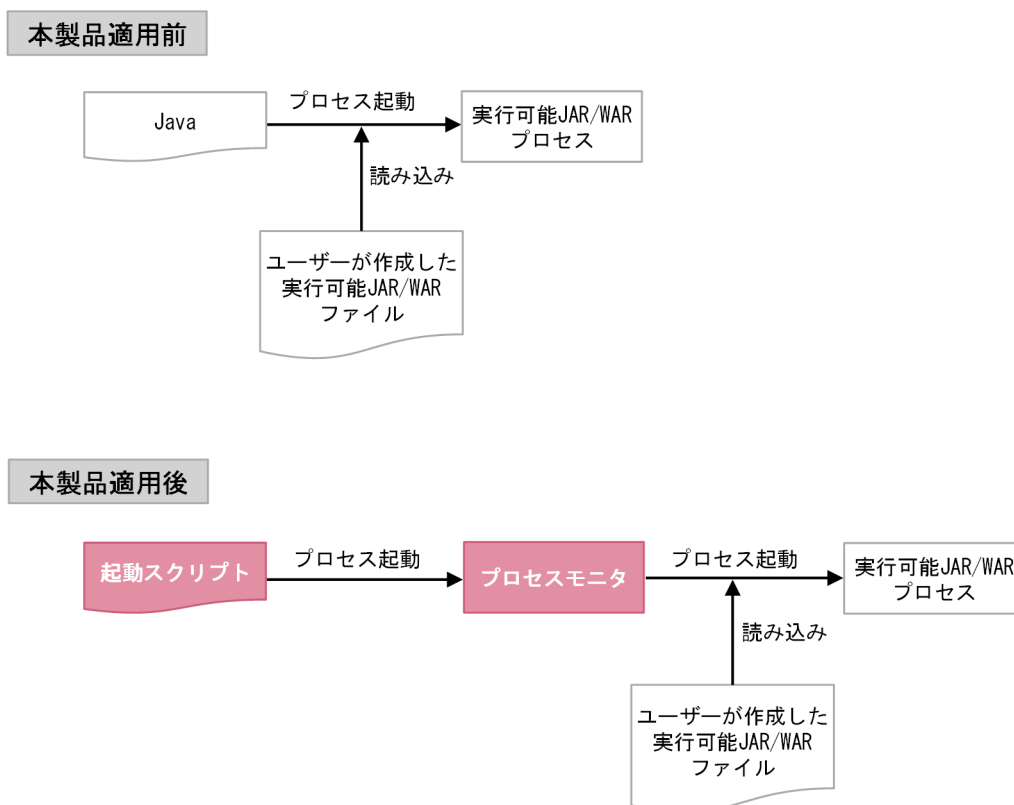 本製品適用前
プロセス起動
Java
実行可能JAR/WAR
プロセス
読み込み
ユーザーが作成した
実行可能JAR/WAR
ファイル
本製品適用後
起動スクリプト
プロセス起動
プロセスモニタ
プロセス起動
実行可能JAR/WAR
プロセス
読み込み
ユーザーが作成した
実行可能JAR/WAR
ファイル